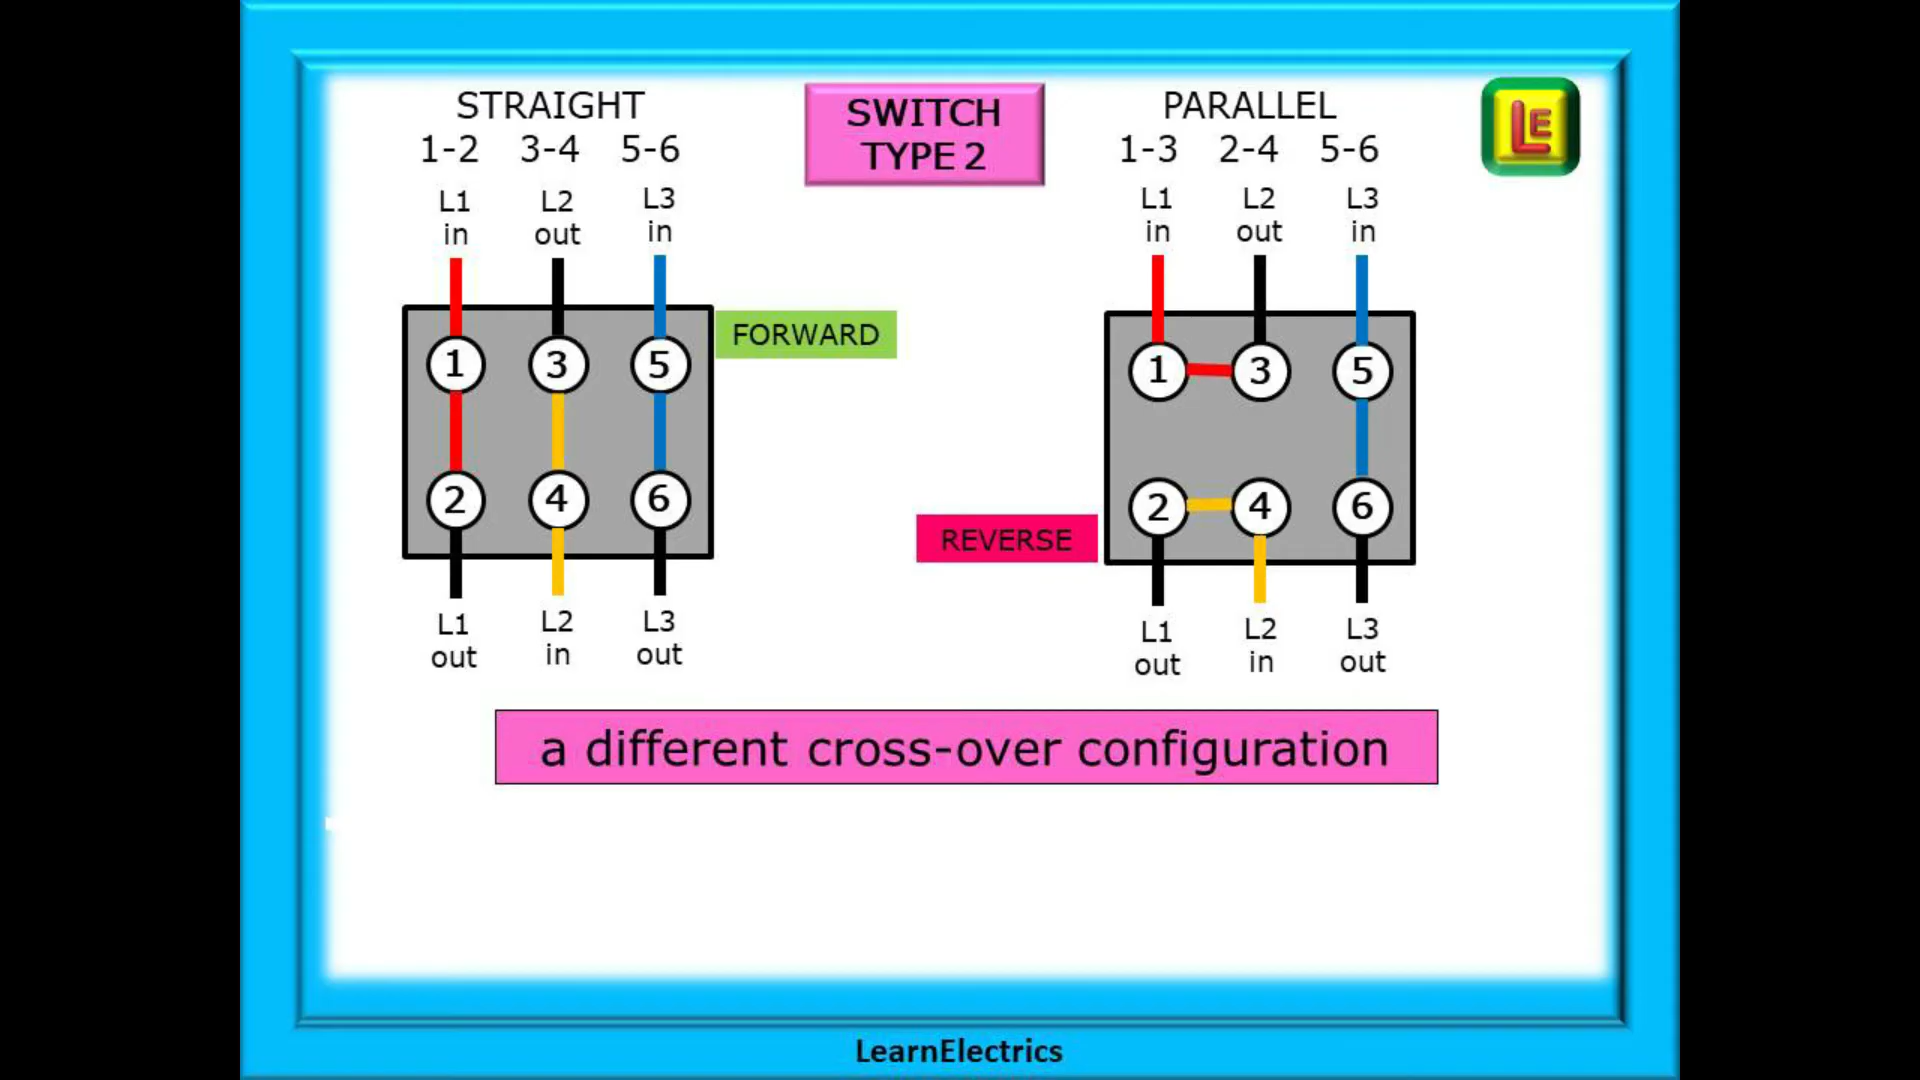 STRAIGHT
1-2 3-4 5-6
SWITCH
TYPE 2
PARALLEL
1-3 2-4 5-6
LE
L1 in
L2 out
L3 in
L1 in
L2 out
L3 in
1 3 5
FORWARD
1 3 5
2 4 6
REVERSE
2 4 6
L1 out
L2 in
L3 out
L1 out
L2 in
L3 out
a different cross-over configuration
LearnElectrics